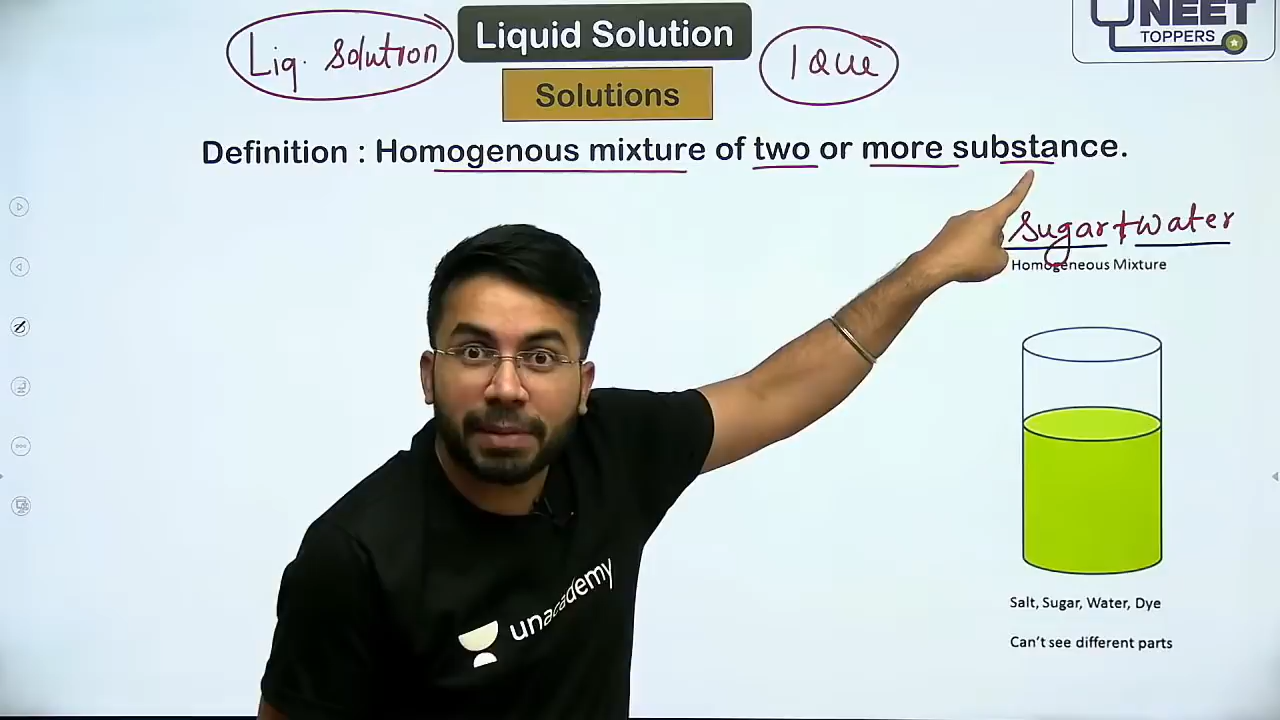 Liq. Solution
Liquid Solution
1 Que
NEET
TOPPERS
Solutions
Definition : Homogenous mixture of two or more substance.
Sugar + water
Homogeneous Mixture
unacademy
Salt, Sugar, Water, Dye
Can't see different parts